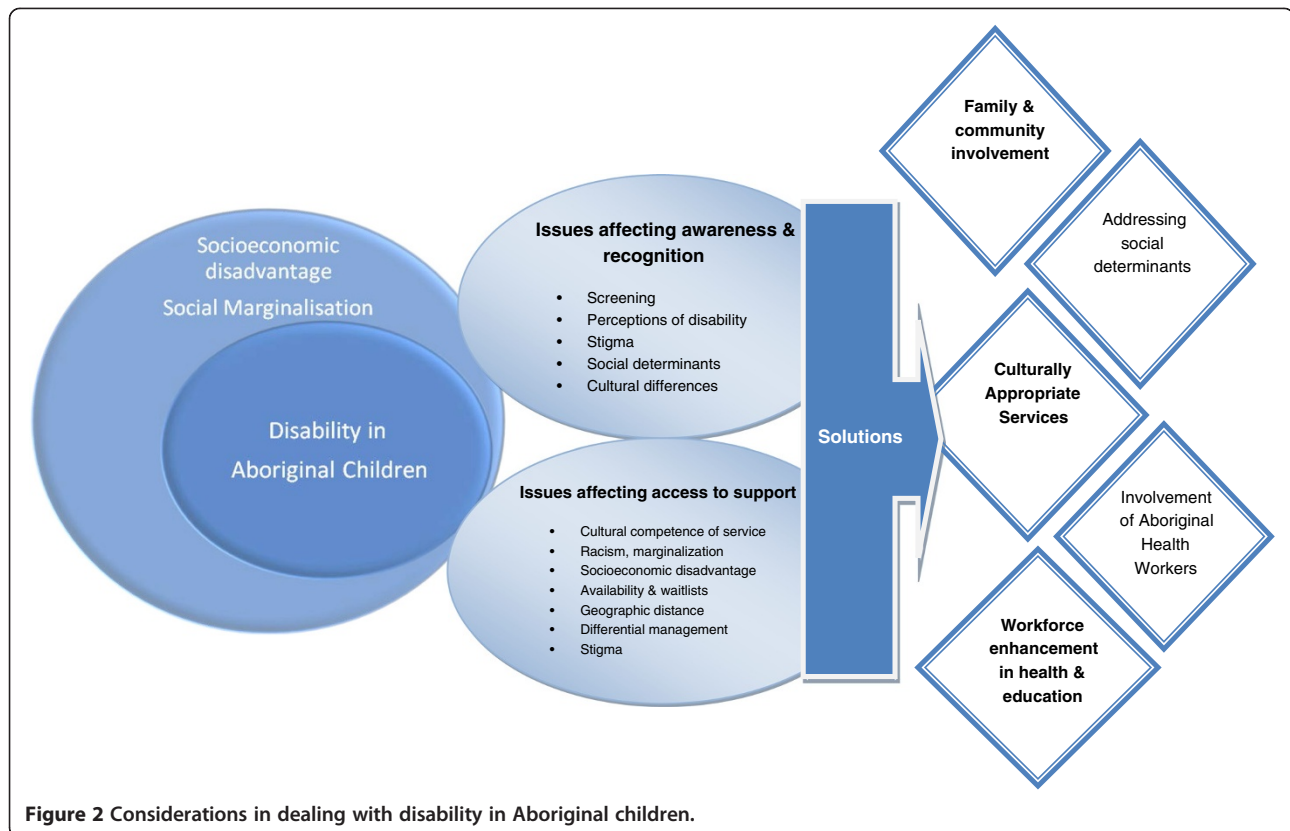 Socioeconomic
disadvantage
Social Marginalisation
Disability in
Aboriginal Children
Issues affecting awareness &
recognition
• Screening
• Perceptions of disability
• Stigma
• Social determinants
• Cultural differences
Issues affecting access to support
• Cultural competence of service
• Racism, marginalization
• Socioeconomic disadvantage
• Availability & waitlists
• Geographic distance
• Differential management
• Stigma
Solutions
Family &
community
involvement
Addressing
social
determinants
Culturally
Appropriate
Services
Involvement
of Aboriginal
Health
Workers
Workforce
enhancement
in health &
education
Figure 2 Considerations in dealing with disability in Aboriginal children.